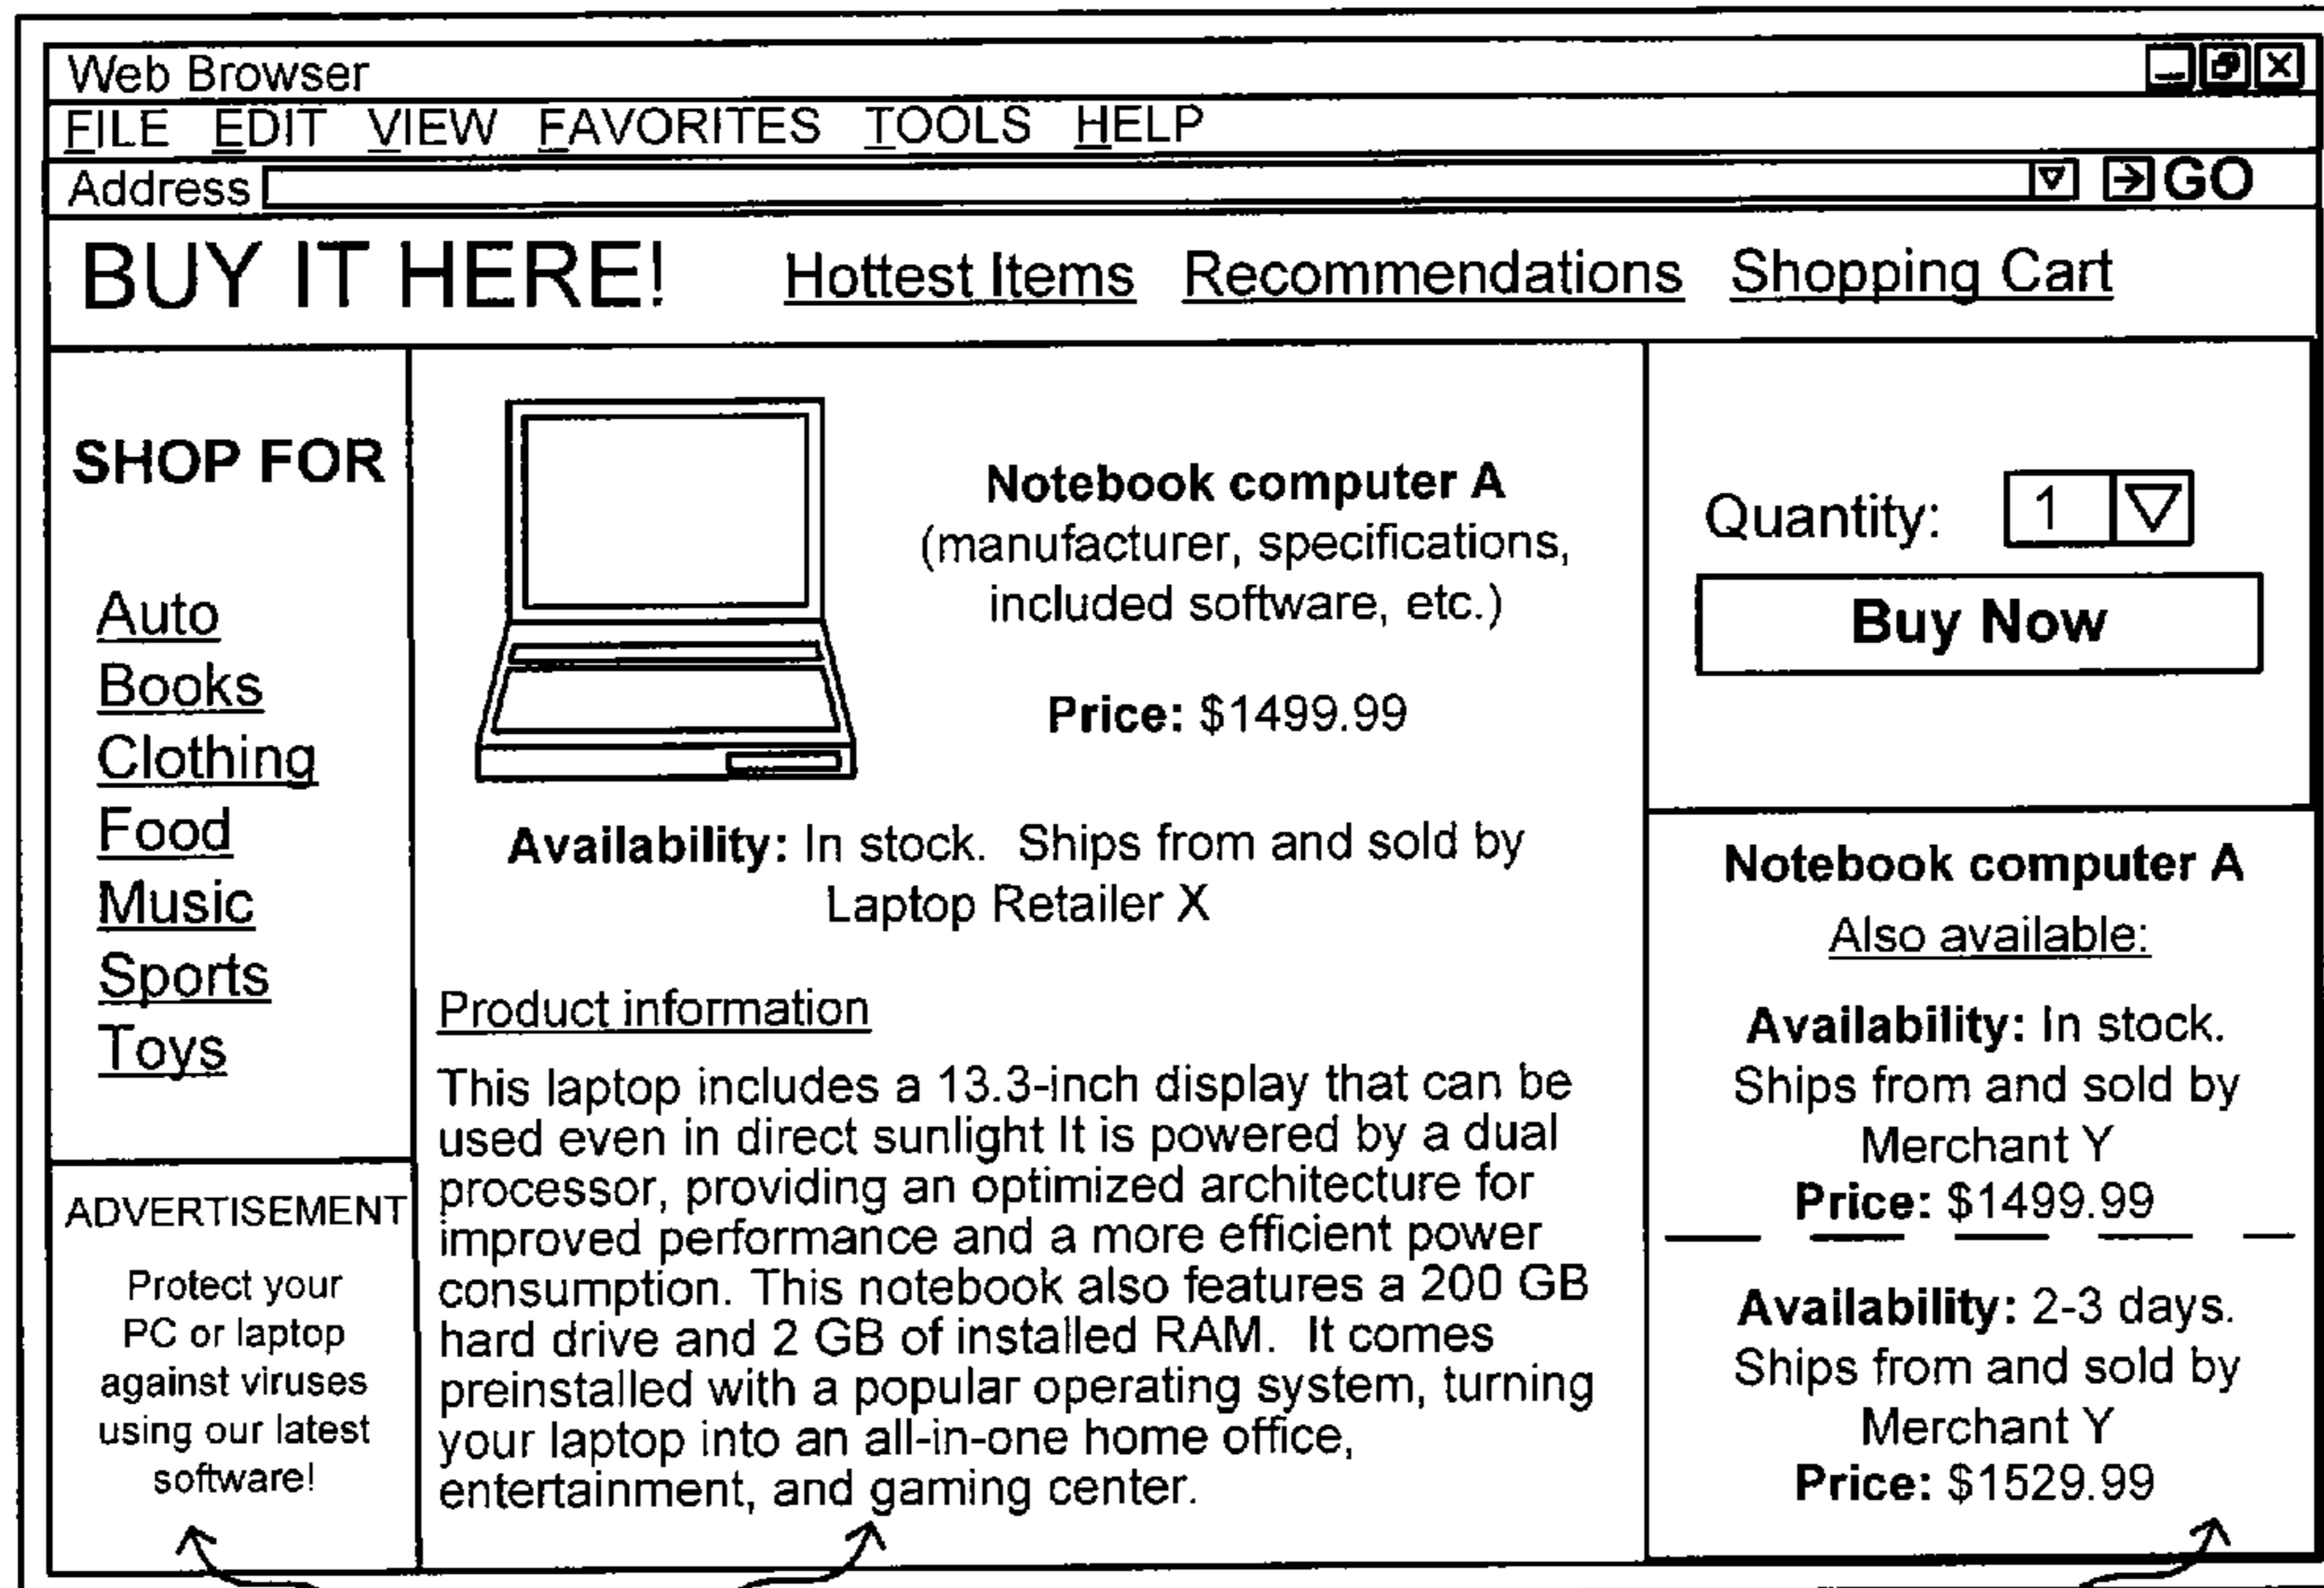 Web Browser
FILE EDIT VIEW FAVORITES TOOLS HELP
Address GO
BUY IT HERE! Hottest Items Recommendations Shopping Cart
SHOP FOR
Auto
Books
Clothing
Food
Music
Sports
Toys
ADVERTISEMENT
Protect your
PC or laptop
against viruses
using our latest
software!
Notebook computer A
(manufacturer, specifications,
included software, etc.)
Price: $1499.99
Availability: In stock. Ships from and sold by
Laptop Retailer X
Product information
This laptop includes a 13.3-inch display that can be
used even in direct sunlight It is powered by a dual
processor, providing an optimized architecture for
improved performance and a more efficient power
consumption. This notebook also features a 200 GB
hard drive and 2 GB of installed RAM. It comes
preinstalled with a popular operating system, turning
your laptop into an all-in-one home office,
entertainment, and gaming center.
Quantity: 1
Buy Now
Notebook computer A
Also available:
Availability: In stock.
Ships from and sold by
Merchant Y
Price: $1499.99
Availability: 2-3 days.
Ships from and sold by
Merchant Y
Price: $1529.99